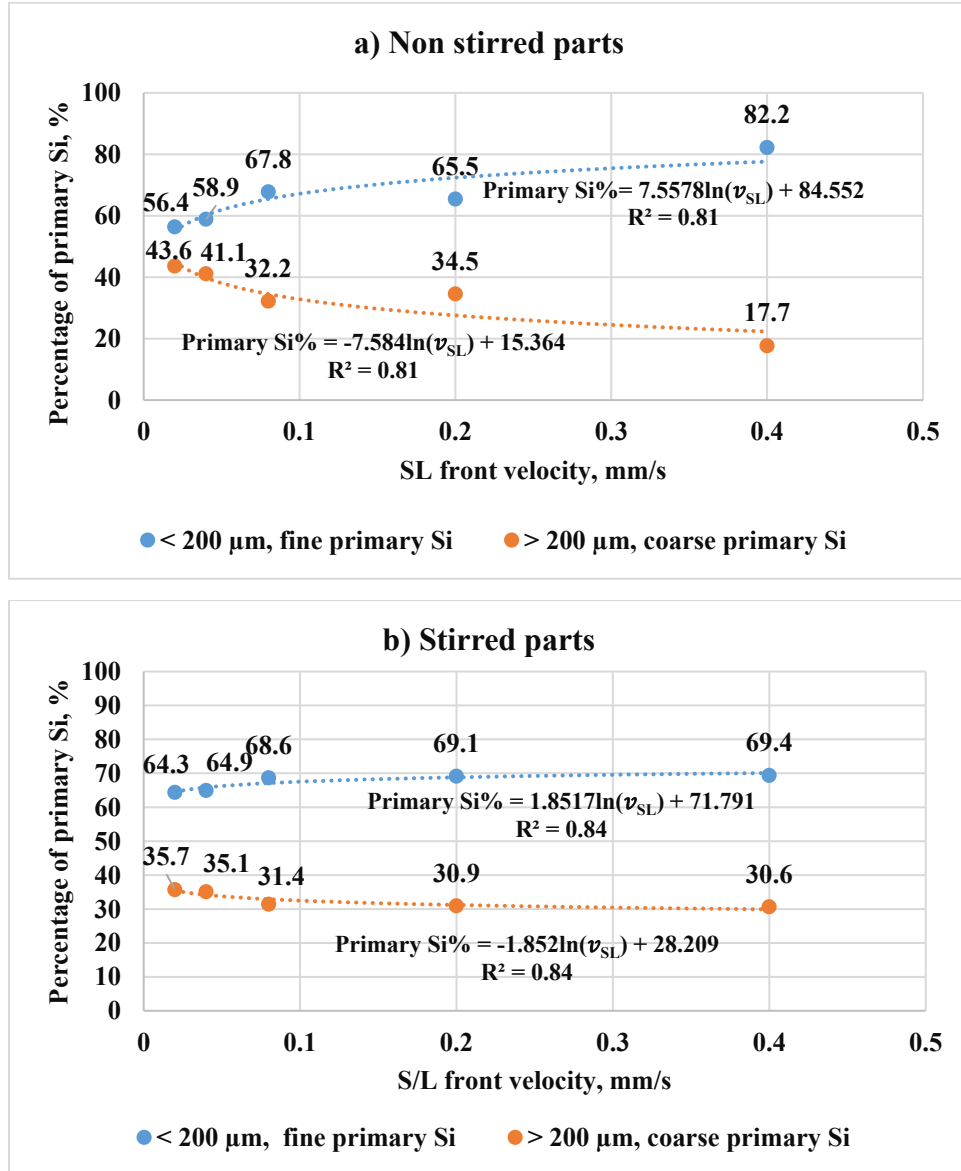 a) Non stirred parts
Percentage of primary Si, %
100
80
60
40
20
0
56.4
58.9
67.8
65.5
82.2
Primary Si%= 7.5578ln(𝒗SL) + 84.552
R² = 0.81
43.6
41.1
32.2
34.5
17.7
Primary Si% = -7.584ln(𝒗SL) + 15.364
R² = 0.81
0
0.1
0.2
0.3
0.4
0.5
SL front velocity, mm/s
< 200 µm, fine primary Si
> 200 µm, coarse primary Si
b) Stirred parts
Percentage of primary Si, %
100
90
80
70
60
50
40
30
20
10
0
64.3
64.9
68.6
69.1
69.4
Primary Si% = 1.8517ln(𝒗SL) + 71.791
R² = 0.84
35.7
35.1
31.4
30.9
30.6
Primary Si% = -1.852ln(𝒗SL) + 28.209
R² = 0.84
0
0.1
0.2
0.3
0.4
0.5
S/L front velocity, mm/s
< 200 µm, fine primary Si
> 200 µm, coarse primary Si